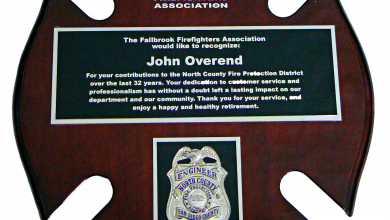 ASSOCIATION
The Fallbrook Firefighters Association
would like to recognize:
John Overend
For your contributions to the North County Fire Protection District
over the last 32 years. Your dedication to customer service and
professionalism has without a doubt left a lasting impact on our
department and our community. Thank you for your service, and
enjoy a happy and healthy retirement.
ENGINEER
NORTH COUNTY
SAN DIEGO COUNTY